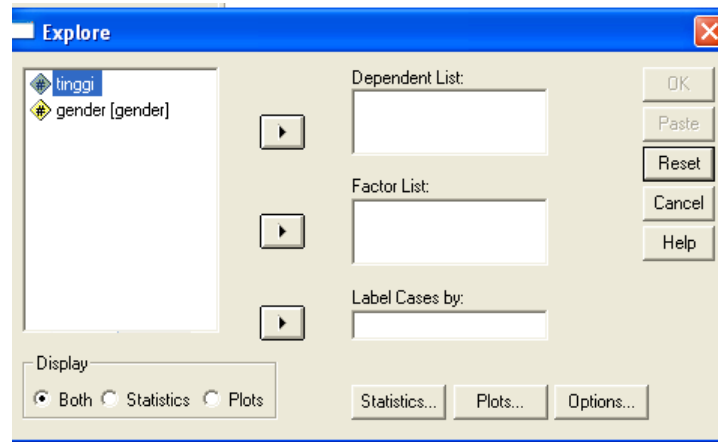 Explore
# tinggi
# gender [gender]
Dependent List:
Factor List:
Label Cases by:
OK
Paste
Reset
Cancel
Help
Display
Both Statistics Plots
Statistics... Plots... Options...